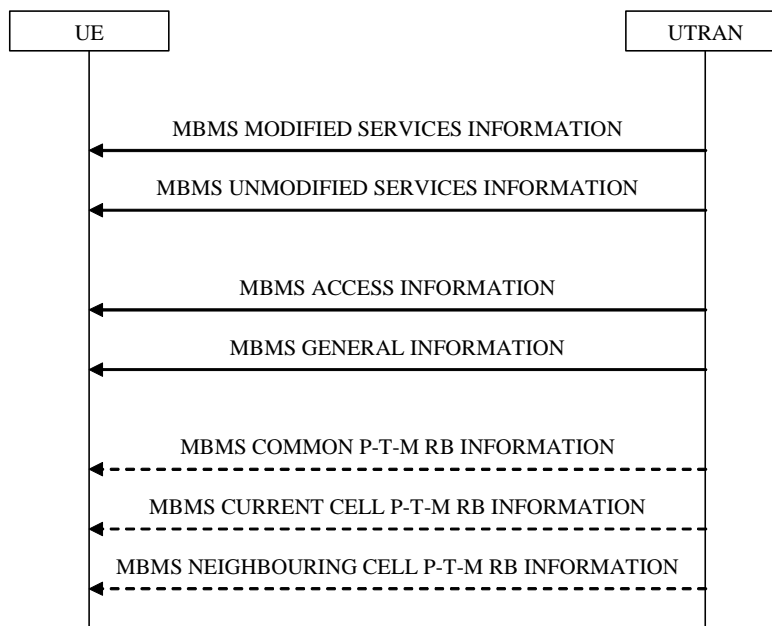 UE
UTRAN
MBMS MODIFIED SERVICES INFORMATION
MBMS UNMODIFIED SERVICES INFORMATION
MBMS ACCESS INFORMATION
MBMS GENERAL INFORMATION
MBMS COMMON P-T-M RB INFORMATION
MBMS CURRENT CELL P-T-M RB INFORMATION
MBMS NEIGHBOURING CELL P-T-M RB INFORMATION